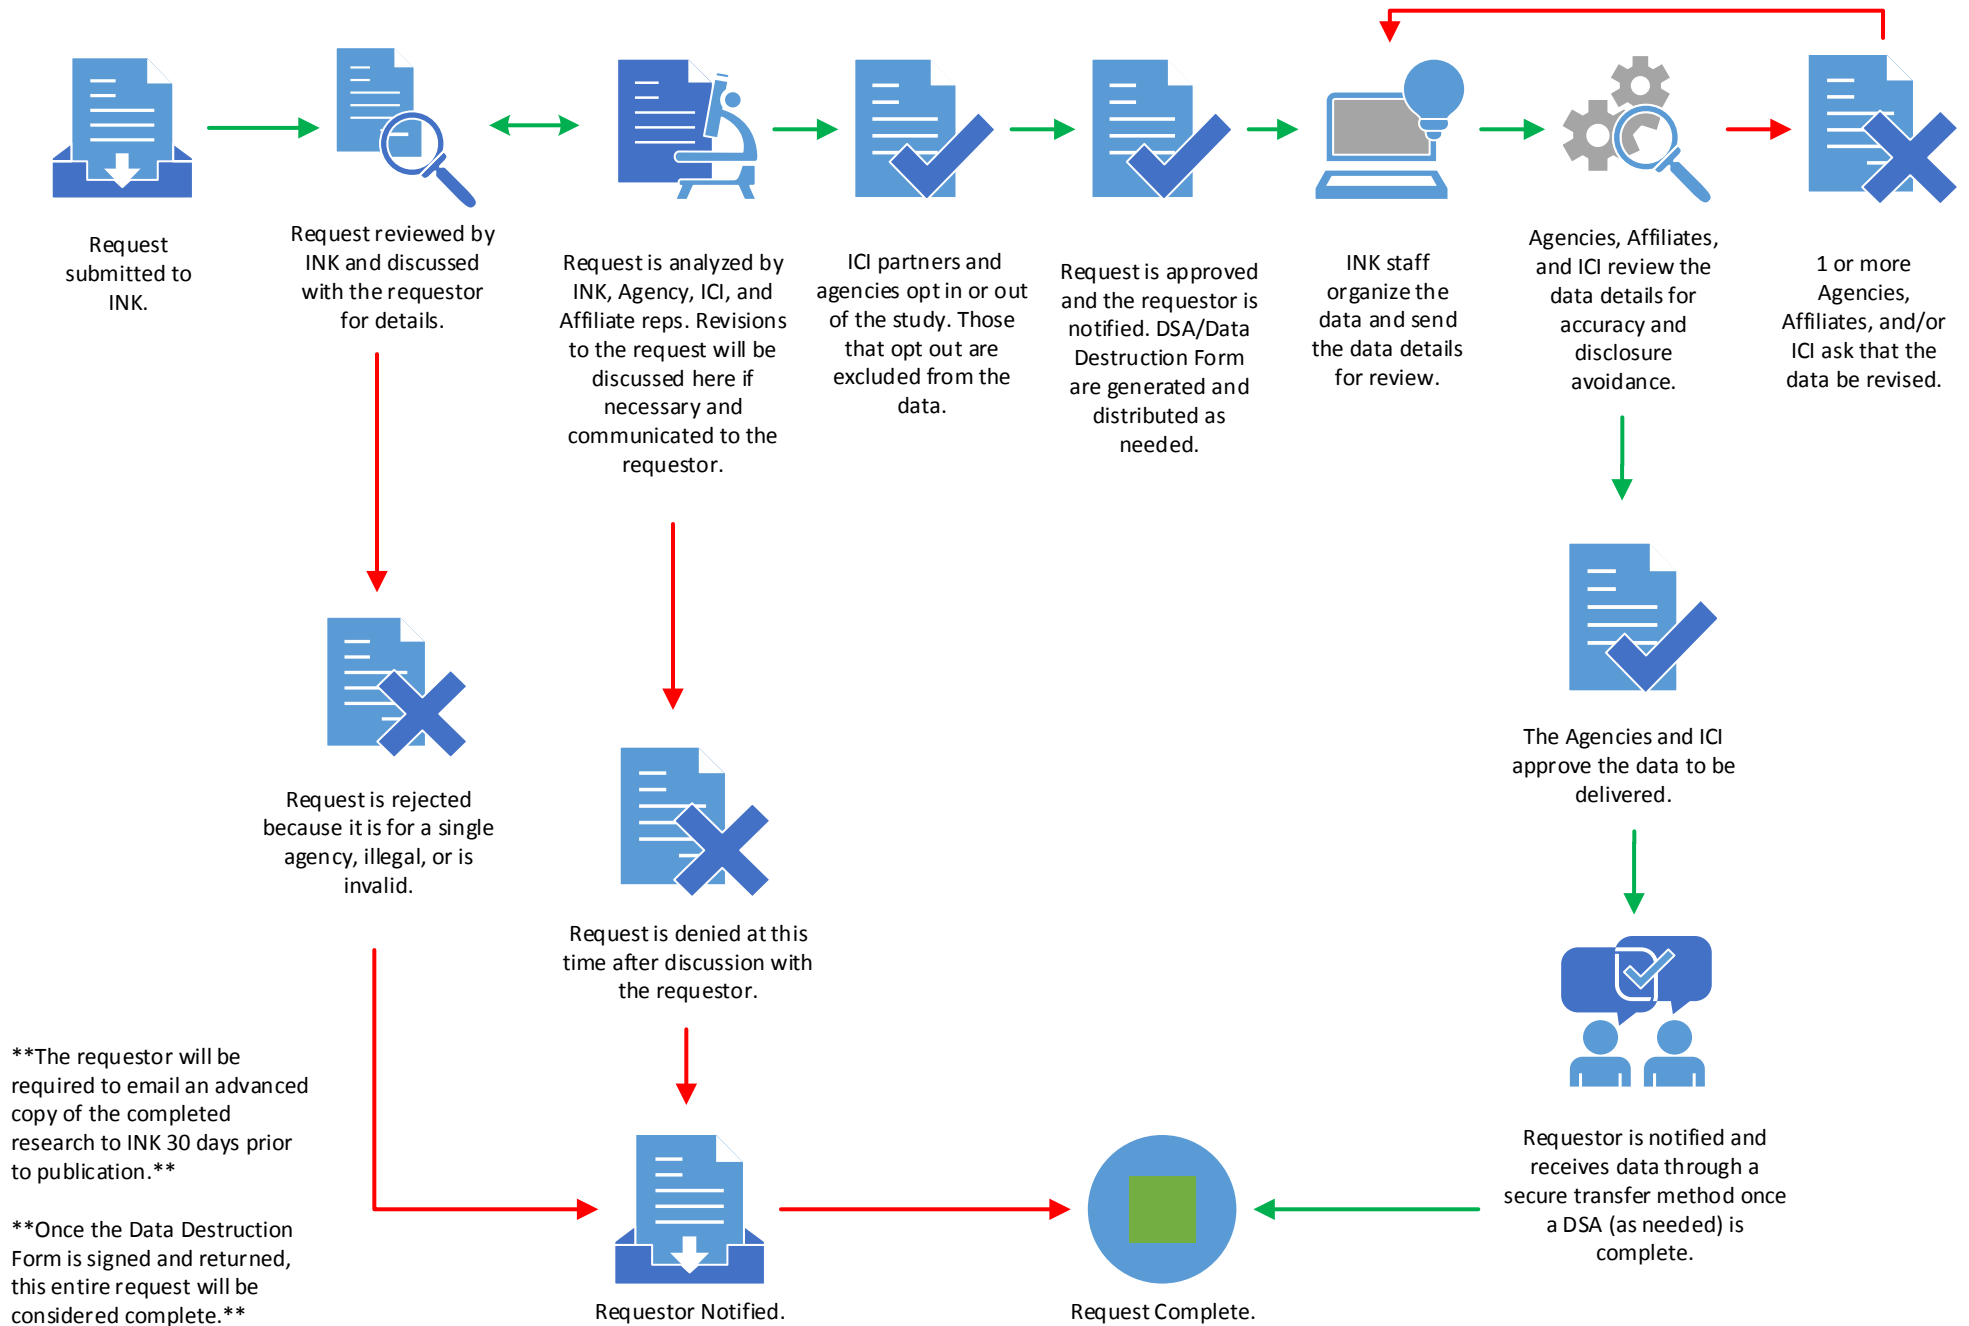 Request
submitted to
INK.
Request reviewed by
INK and discussed
with the requestor
for details.
Request is analyzed by
INK, Agency, ICI, and
Affiliate reps. Revisions
to the request will be
discussed here if
necessary and
communicated to the
requestor.
ICI partners and
agencies opt in or out
of the study. Those
that opt out are
excluded from the
data.
Request is approved
and the requestor is
notified. DSA/Data
Destruction Form
are generated and
distributed as
needed.
INK staff
organize the
data and send
the data details
for review.
Agencies, Affiliates,
and ICI review the
data details for
accuracy and
disclosure
avoidance.
1 or more
Agencies,
Affiliates, and/or
ICI ask that the
data be revised.
Request is rejected
because it is for a single
agency, illegal, or is
invalid.
Request is denied at this
time after discussion with
the requestor.
The Agencies and ICI
approve the data to be
delivered.
Requestor is notified and
receives data through a
secure transfer method once
a DSA (as needed) is
complete.
**The requestor will be
required to email an advanced
copy of the completed
research to INK 30 days prior
to publication.**
**Once the Data Destruction
Form is signed and returned,
this entire request will be
considered complete.**
Requestor Notified.
Request Complete.